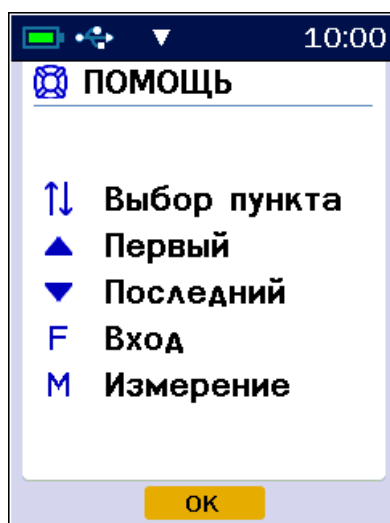 10:00
ПОМОЩЬ
↑↓ Выбор пункта
▲ Первый
▼ Последний
F Вход
M Измерение
OK